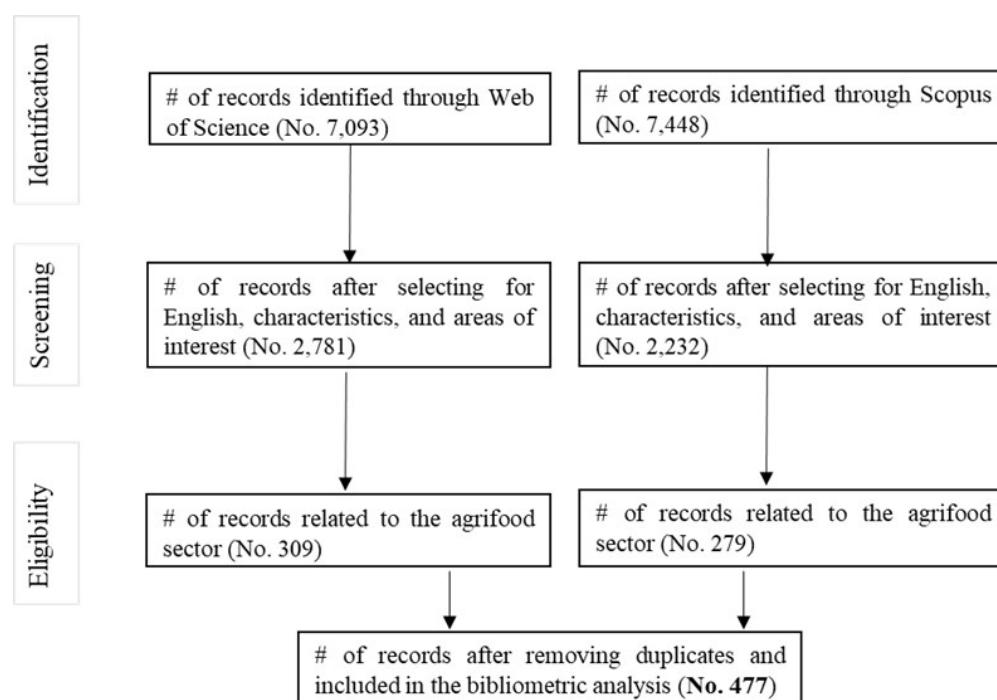 Identification
# of records identified through Web
of Science (No. 7,093)
# of records identified through Scopus
(No. 7,448)
Screening
# of records after selecting for
English, characteristics, and areas of
interest (No. 2,781)
# of records after selecting for English,
characteristics, and areas of interest
(No. 2,232)
Eligibility
# of records related to the agrifood
sector (No. 309)
# of records related to the agrifood
sector (No. 279)
# of records after removing duplicates and
included in the bibliometric analysis (No. 477)